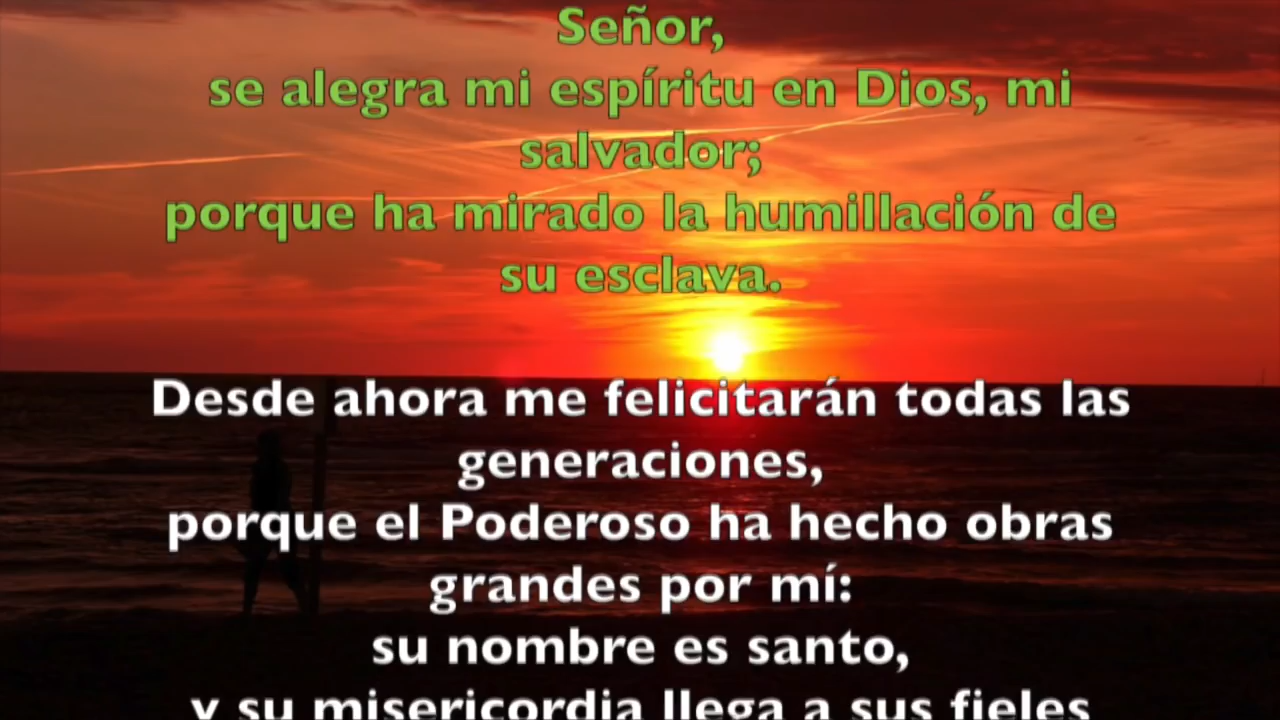 Señor,
se alegra mi espíritu en Dios, mi
salvador;
porque ha mirado la humillación de
su esclava.
Desde ahora me felicitarán todas las
generaciones,
porque el Poderoso ha hecho obras
grandes por mí:
su nombre es santo,
y su misericordia llega a sus fieles